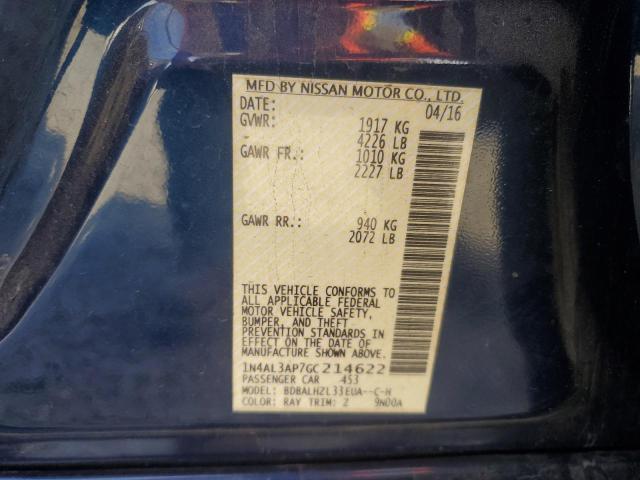 MFD BY NISSAN MOTOR CO., LTD.
DATE: 04/16
GVWR: 1917 KG
4226 LB
GAWR FR.: 1010 KG
2227 LB
GAWR RR.: 940 KG
2072 LB
THIS VEHICLE CONFORMS TO
ALL APPLICABLE FEDERAL
MOTOR VEHICLE SAFETY,
BUMPER, AND THEFT
PREVENTION STANDARDS
IN EFFECT ON THE DATE OF
MANUFACTURE SHOWN ABOVE.
1N4AL3AP7GC214622
PASSENGER CAR 453
MODEL: BDBALHZL33EUA--C-H
COLOR: RAY TRIM: Z 9N00A